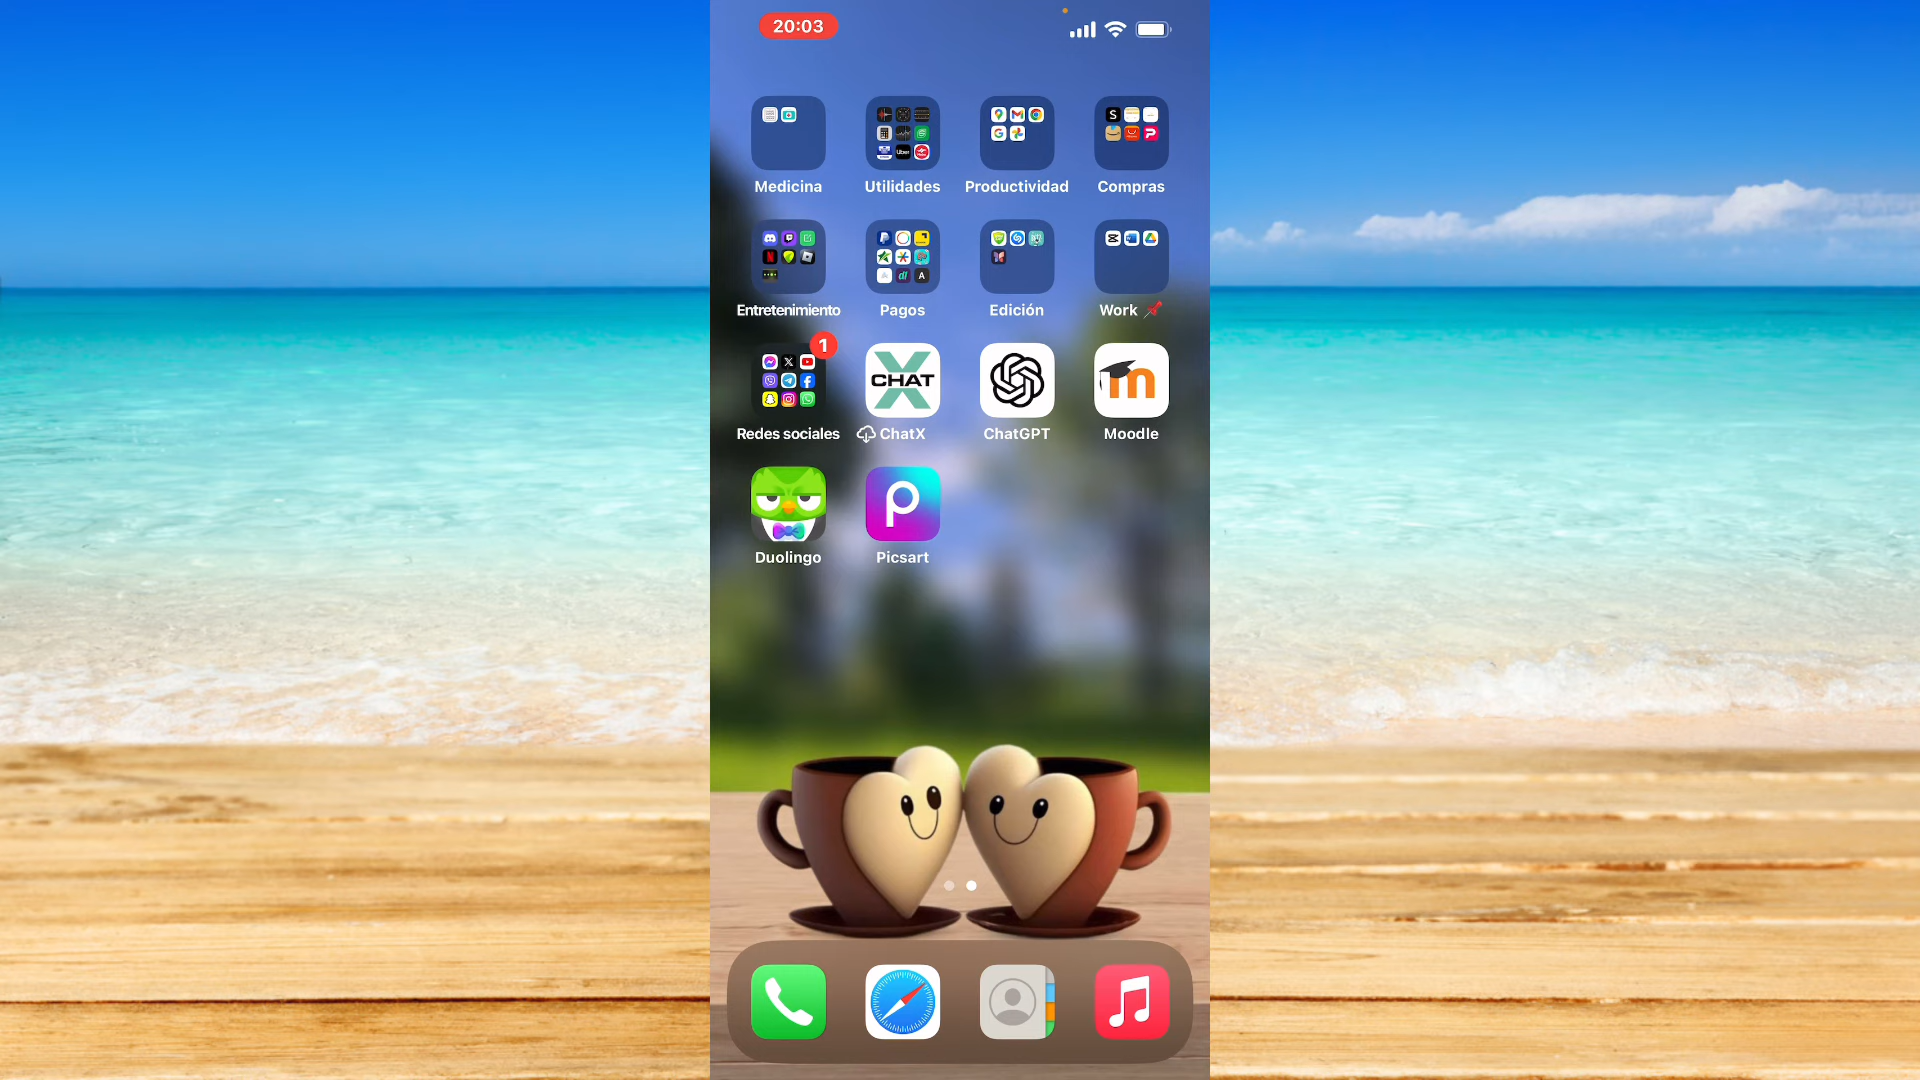 20:03
Medicina
Utilidades
Productividad
Compras
Entretenimiento
Pagos
Edición
Work
1
CHAT
Redes sociales
ChatX
ChatGPT
Moodle
Duolingo
Picsart